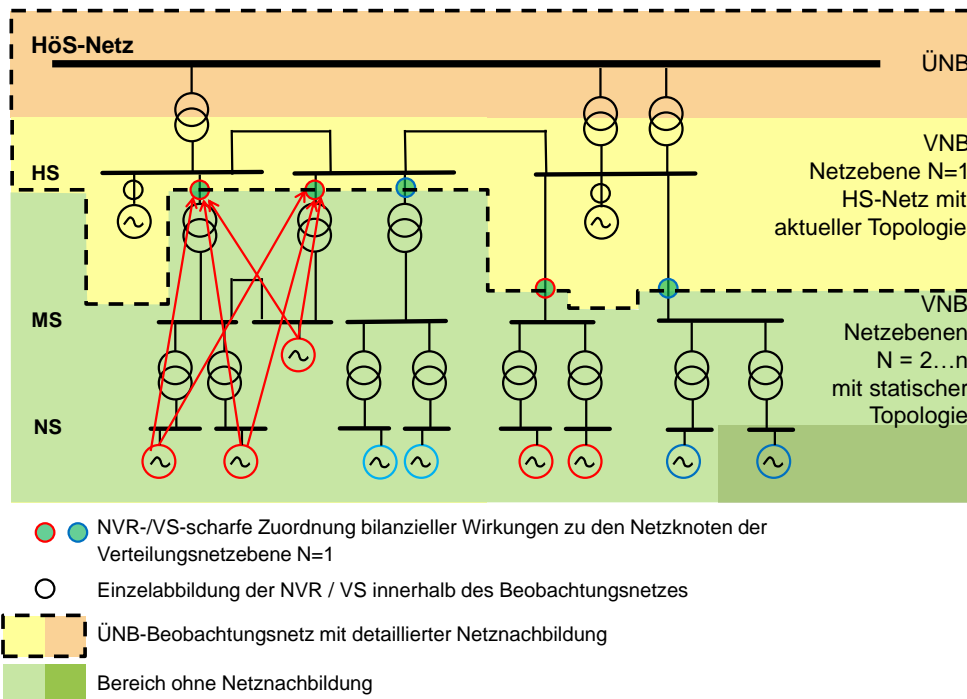 HöS-Netz
ÜNB
HS
VNB
Netzebene N=1
HS-Netz mit
aktueller Topologie
MS
VNB
Netzebenen
N = 2…n
mit statischer
Topologie
NS
NVR-/VS-scharfe Zuordnung bilanzieller Wirkungen zu den Netzknoten der
Verteilungsnetzebene N=1
Einzelabbildung der NVR / VS innerhalb des Beobachtungsnetzes
ÜNB-Beobachtungsnetz mit detaillierter Netznachbildung
Bereich ohne Netznachbildung